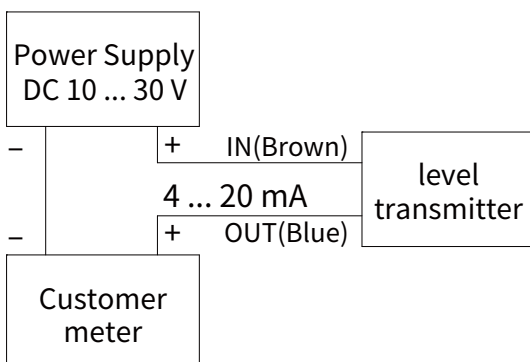 Power Supply
DC 10 ... 30 V
–
+
IN(Brown)
level
transmitter
4 ... 20 mA
–
+
OUT(Blue)
Customer
meter